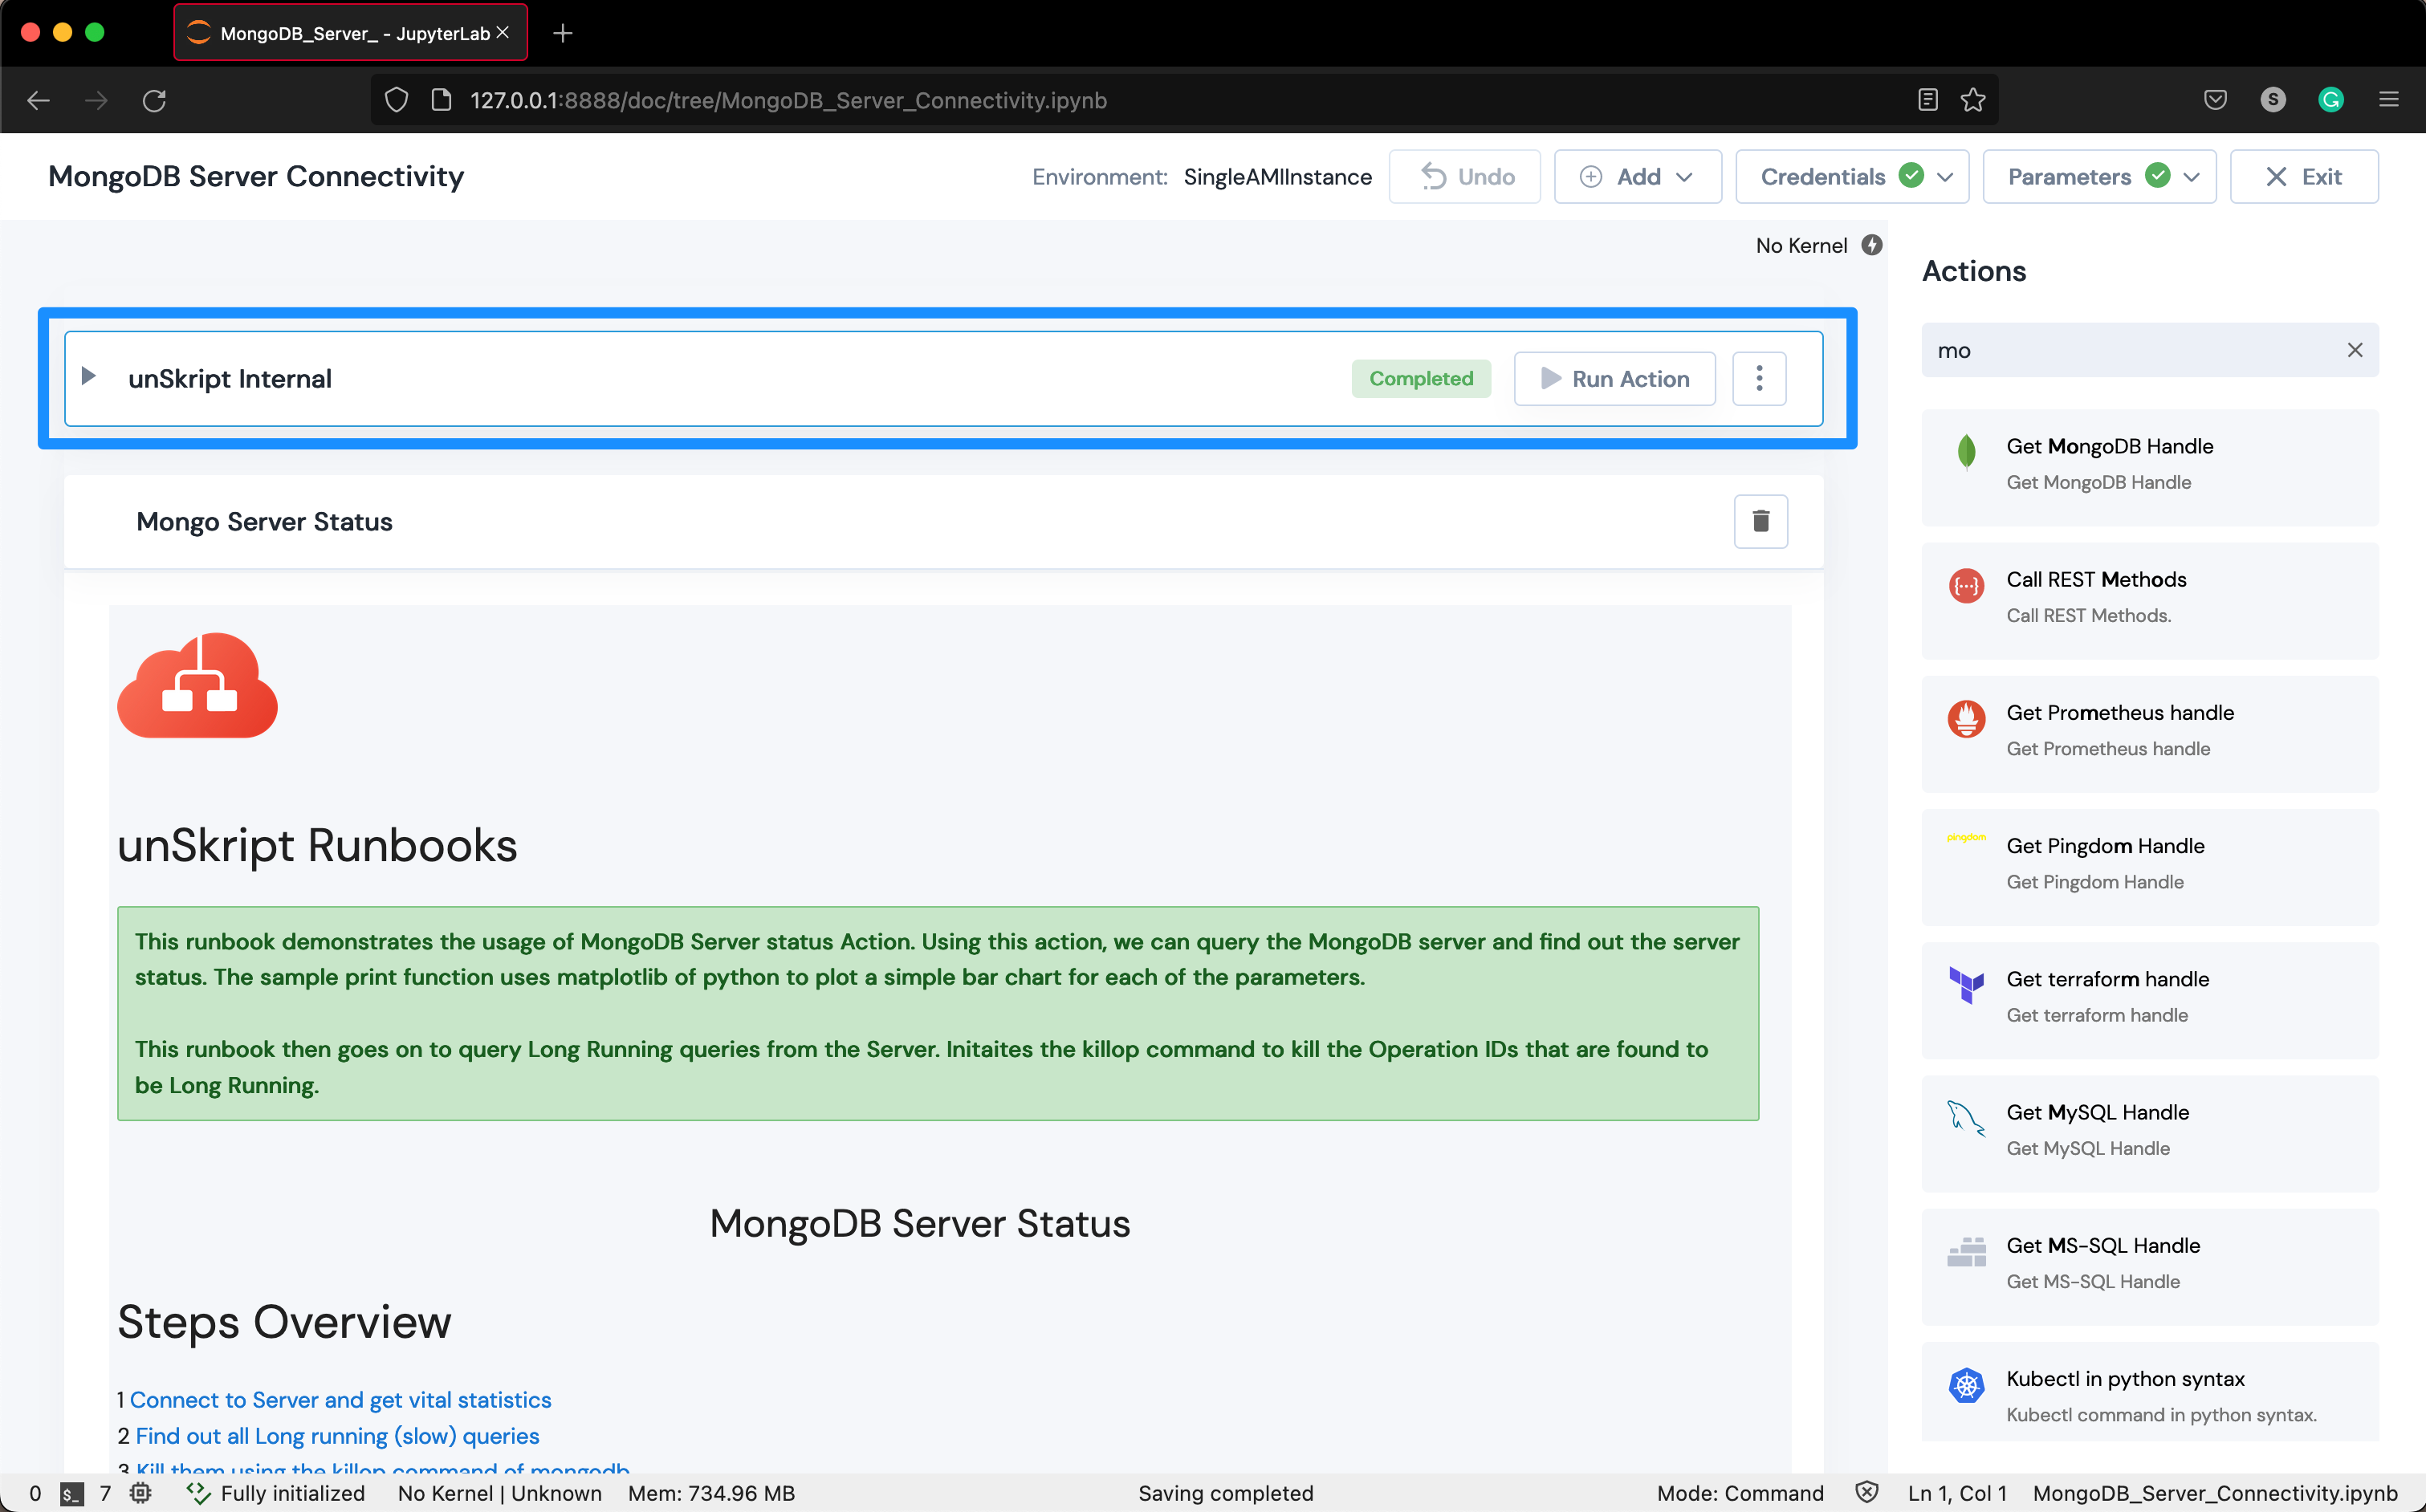 MongoDB_Server_ - JupyterLab
127.0.0.1:8888/doc/tree/MongoDB_Server_Connectivity.ipynb
S
G
MongoDB Server Connectivity
Environment: SingleAMIInstance
Undo
Add
Credentials
Parameters
Exit
No Kernel
unSkript Internal
Completed
Run Action
Mongo Server Status
unSkript Runbooks
This runbook demonstrates the usage of MongoDB Server status Action. Using this action, we can query the MongoDB server and find out the server
status. The sample print function uses matplotlib of python to plot a simple bar chart for each of the parameters.
This runbook then goes on to query Long Running queries from the Server. Initaites the killop command to kill the Operation IDs that are found to
be Long Running.
MongoDB Server Status
Steps Overview
1 Connect to Server and get vital statistics
2 Find out all Long running (slow) queries
3 Kill them using the killop command of mongodb
Actions
mo
Get MongoDB Handle
Get MongoDB Handle
{···}
Call REST Methods
Call REST Methods.
Get Prometheus handle
Get Prometheus handle
pingdom
Get Pingdom Handle
Get Pingdom Handle
Get terraform handle
Get terraform handle
Get MySQL Handle
Get MySQL Handle
Get MS-SQL Handle
Get MS-SQL Handle
Kubectl in python syntax
Kubectl command in python syntax.
0 $_ 7 Fully initialized No Kernel | Unknown Mem: 734.96 MB Saving completed Mode: Command Ln 1, Col 1 MongoDB_Server_Connectivity.ipynb